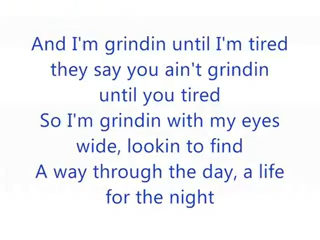 And I'm grindin until I'm tired
they say you ain't grindin
until you tired
So I'm grindin with my eyes
wide, lookin to find
A way through the day, a life
for the night